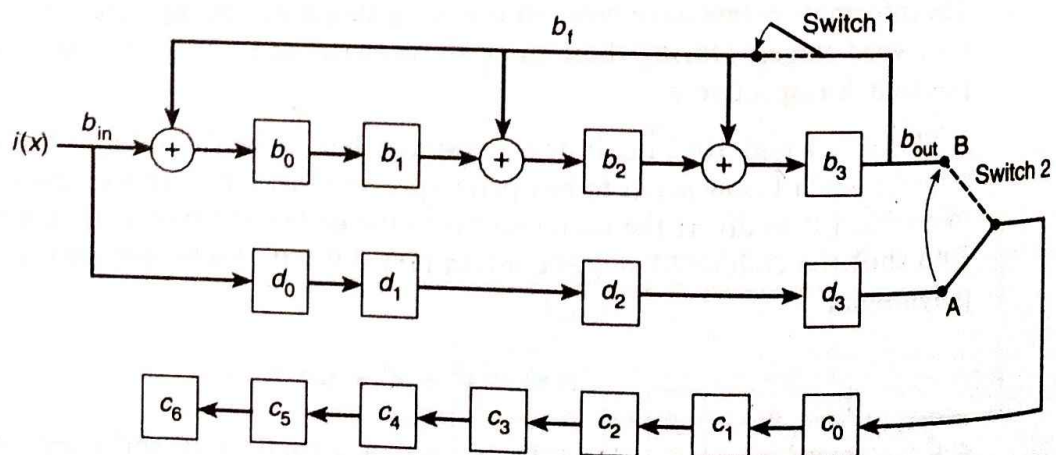 Switch 1
b_f
i(x) b_in + b_0 b_1 + b_2 + b_3 b_out B
Switch 2
d_0 d_1 d_2 d_3 A
c_6 c_5 c_4 c_3 c_2 c_1 c_0